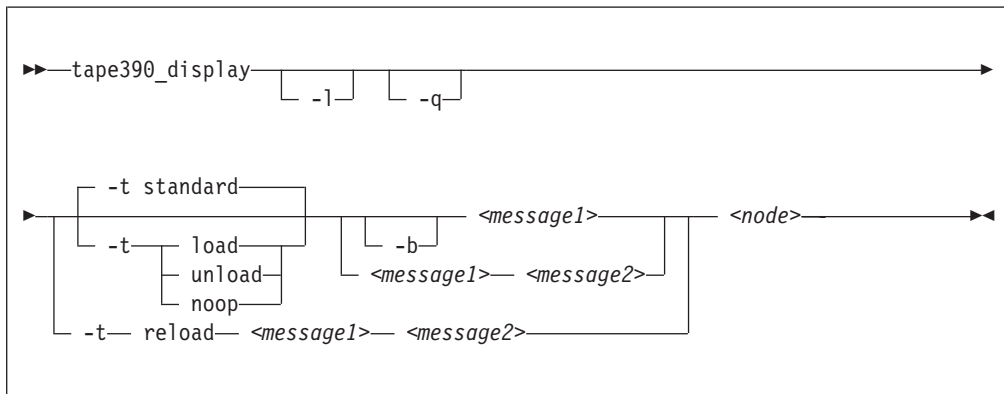 tape390_display
-l -q
-t standard
<message1> <node>
-t load -b
unload <message1> <message2>
noop
-t reload <message1> <message2>